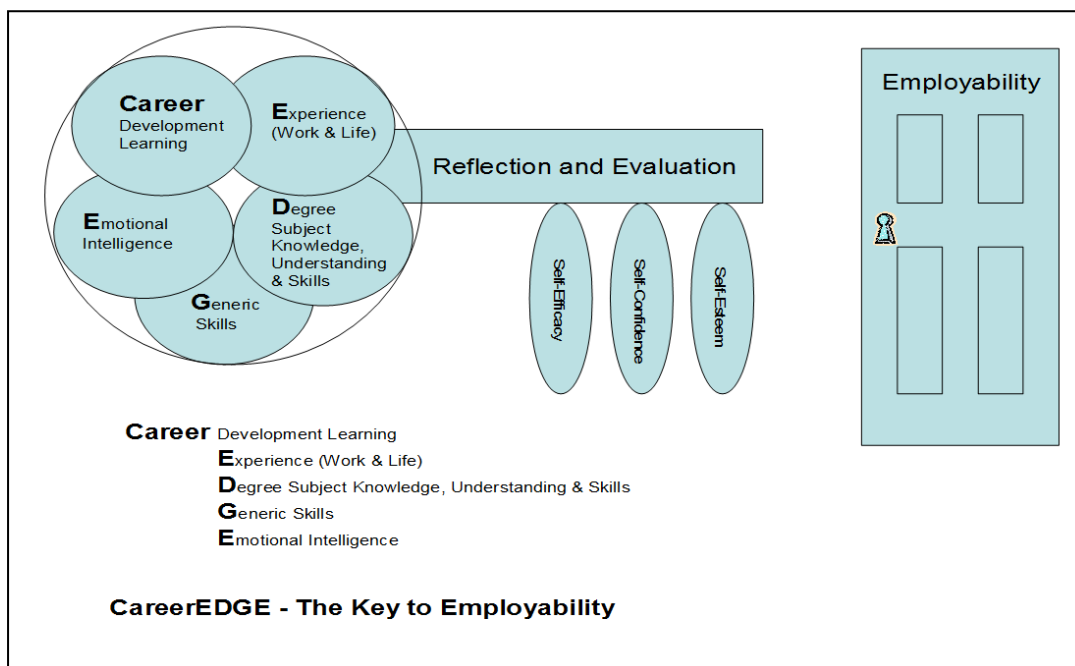 Career
Development
Learning
Experience
(Work & Life)
Emotional
Intelligence
Degree
Subject
Knowledge,
Understanding
& Skills
Generic
Skills
Reflection and Evaluation
Self-Efficacy
Self-Confidence
Self-Esteem
Employability
Career Development Learning
Experience (Work & Life)
Degree Subject Knowledge, Understanding & Skills
Generic Skills
Emotional Intelligence
CareerEDGE - The Key to Employability